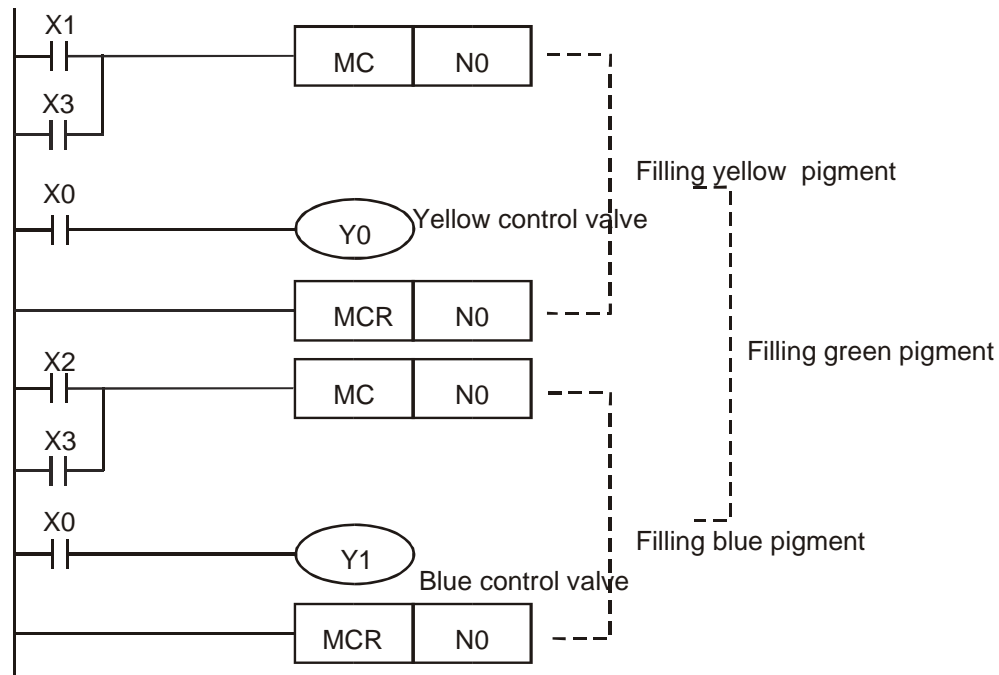 X1
MC N0
X3
Filling yellow pigment
X0
Y0 Yellow control valve
MCR N0
Filling green pigment
X2
MC N0
X3
X0
Filling blue pigment
Y1
Blue control valve
MCR N0